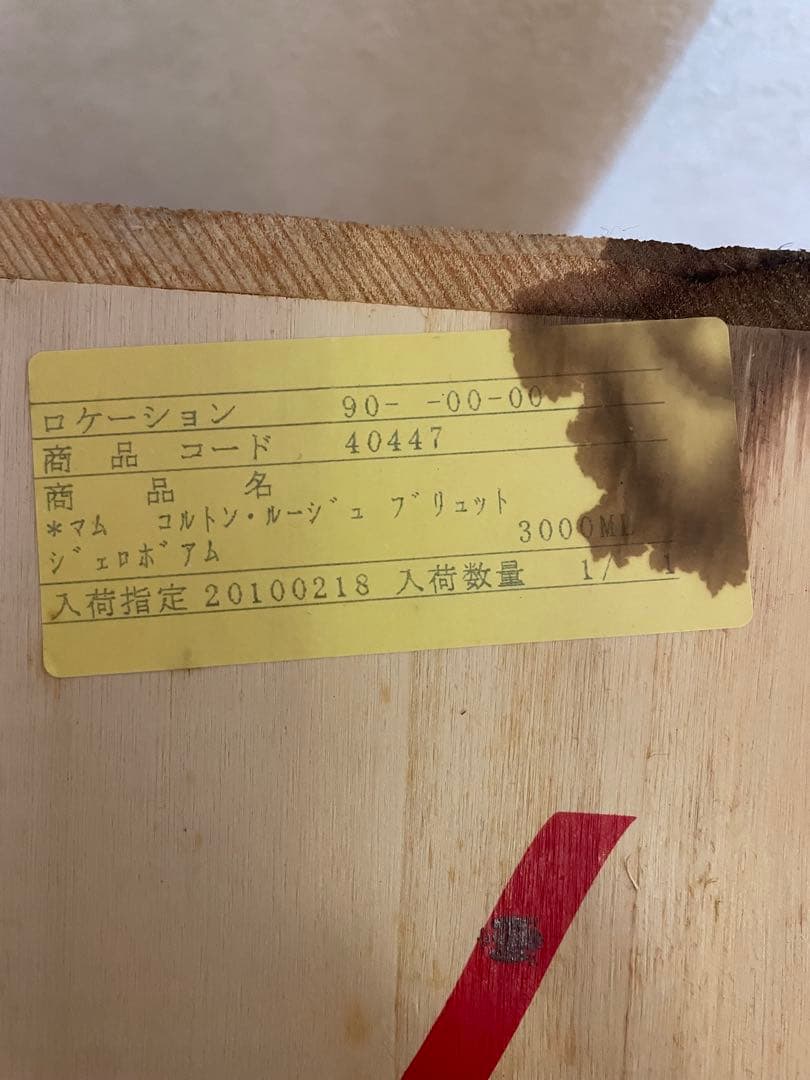 ロケーション 90- -00-00
商品コード 40447
商品名
*マム コルトン・ルージュ ブリュット
ジェロボアム 3000ML
入荷指定 20100218 入荷数量 1/ 1